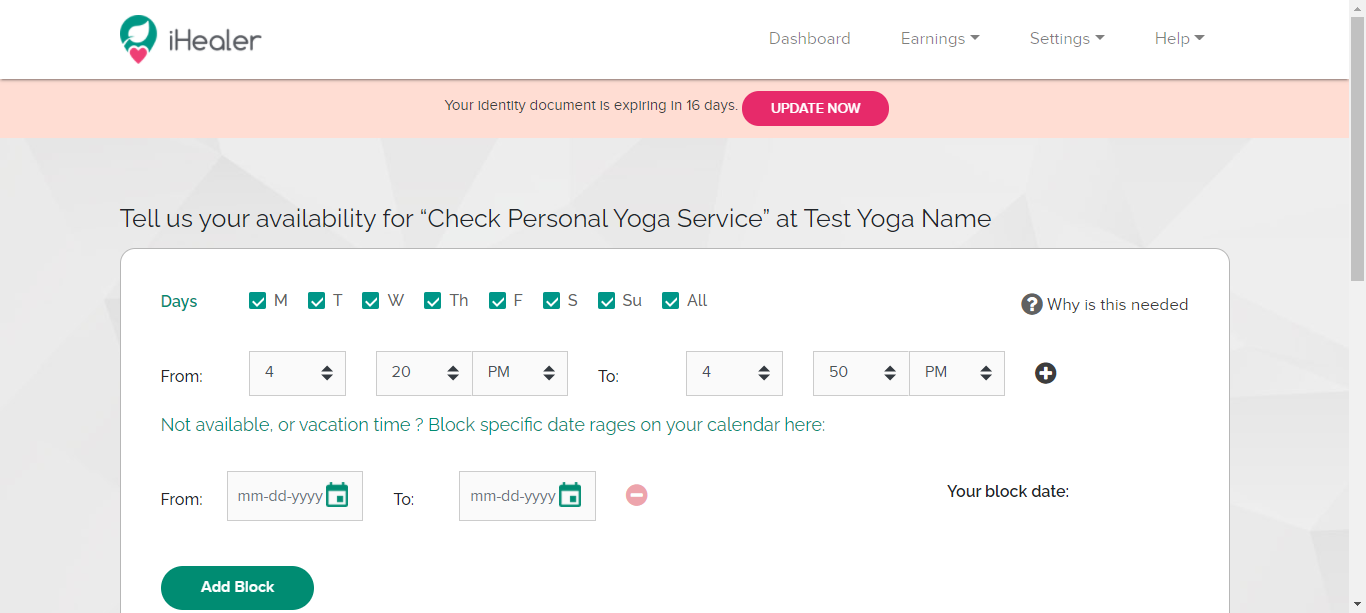 iHealer
Dashboard Earnings Settings Help
Your identity document is expiring in 16 days. UPDATE NOW
Tell us your availability for “Check Personal Yoga Service” at Test Yoga Name
Days M T W Th F S Su All
? Why is this needed
From: 4 20 PM To: 4 50 PM
Not available, or vacation time ? Block specific date rages on your calendar here:
From: mm-dd-yyyy To: mm-dd-yyyy
Your block date:
Add Block